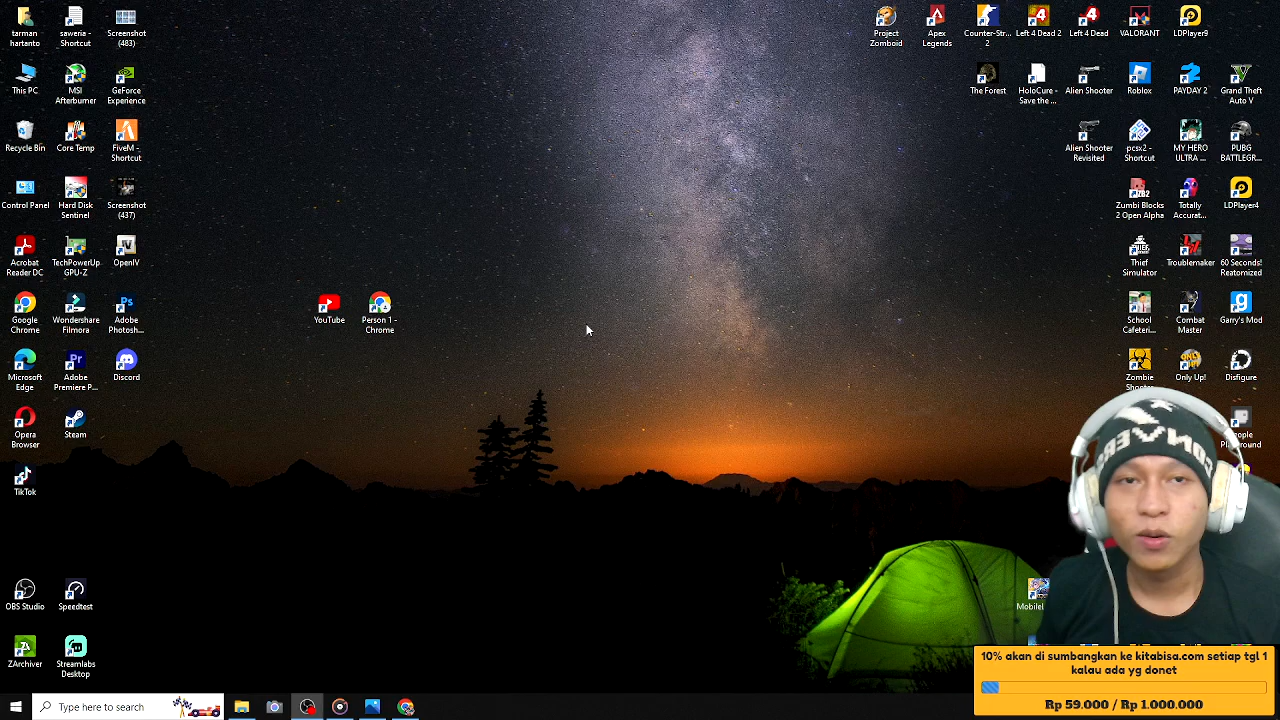 tarman
hartanto
saweria -
Shortcut
Screenshot
(483)
This PC
MSI
Afterburner
GeForce
Experience
Recycle Bin
Core Temp
FiveM -
Shortcut
Control Panel
Hard Disk
Sentinel
Screenshot
(437)
Acrobat
Reader DC
TechPowerUp
GPU-Z
OpenIV
Google
Chrome
Wondershare
Filmora
Adobe
Photosh...
Microsoft
Edge
Adobe
Premiere P...
Discord
Opera
Browser
Steam
TikTok
OBS Studio
Speedtest
ZArchiver
Streamlabs
Desktop
YouTube
Person 1 -
Chrome
Project
Zomboid
Apex
Legends
Counter-Str...
2
Left 4 Dead 2
Left 4 Dead
VALORANT
LDPlayer9
The Forest
HoloCure -
Save the ...
Alien Shooter
Roblox
PAYDAY 2
Grand Theft
Auto V
Alien Shooter
Revisited
pcsx2 -
Shortcut
MY HERO
ULTRA ...
PUBG
BATTLEGR...
Zumbi Blocks
2 Open Alpha
Totally
Accurat...
LDPlayer4
Thief
Simulator
Troublemaker
60 Seconds!
Reatomized
School
Cafeteri...
Combat
Master
Garry's Mod
Zombie
Only Up!
Disfigure
CONVERS
10% akan di sumbangkan ke kitabisa.com setiap tgl 1
kalau ada yg donet
Rp 59.000 / Rp 1.000.000
Type here to search